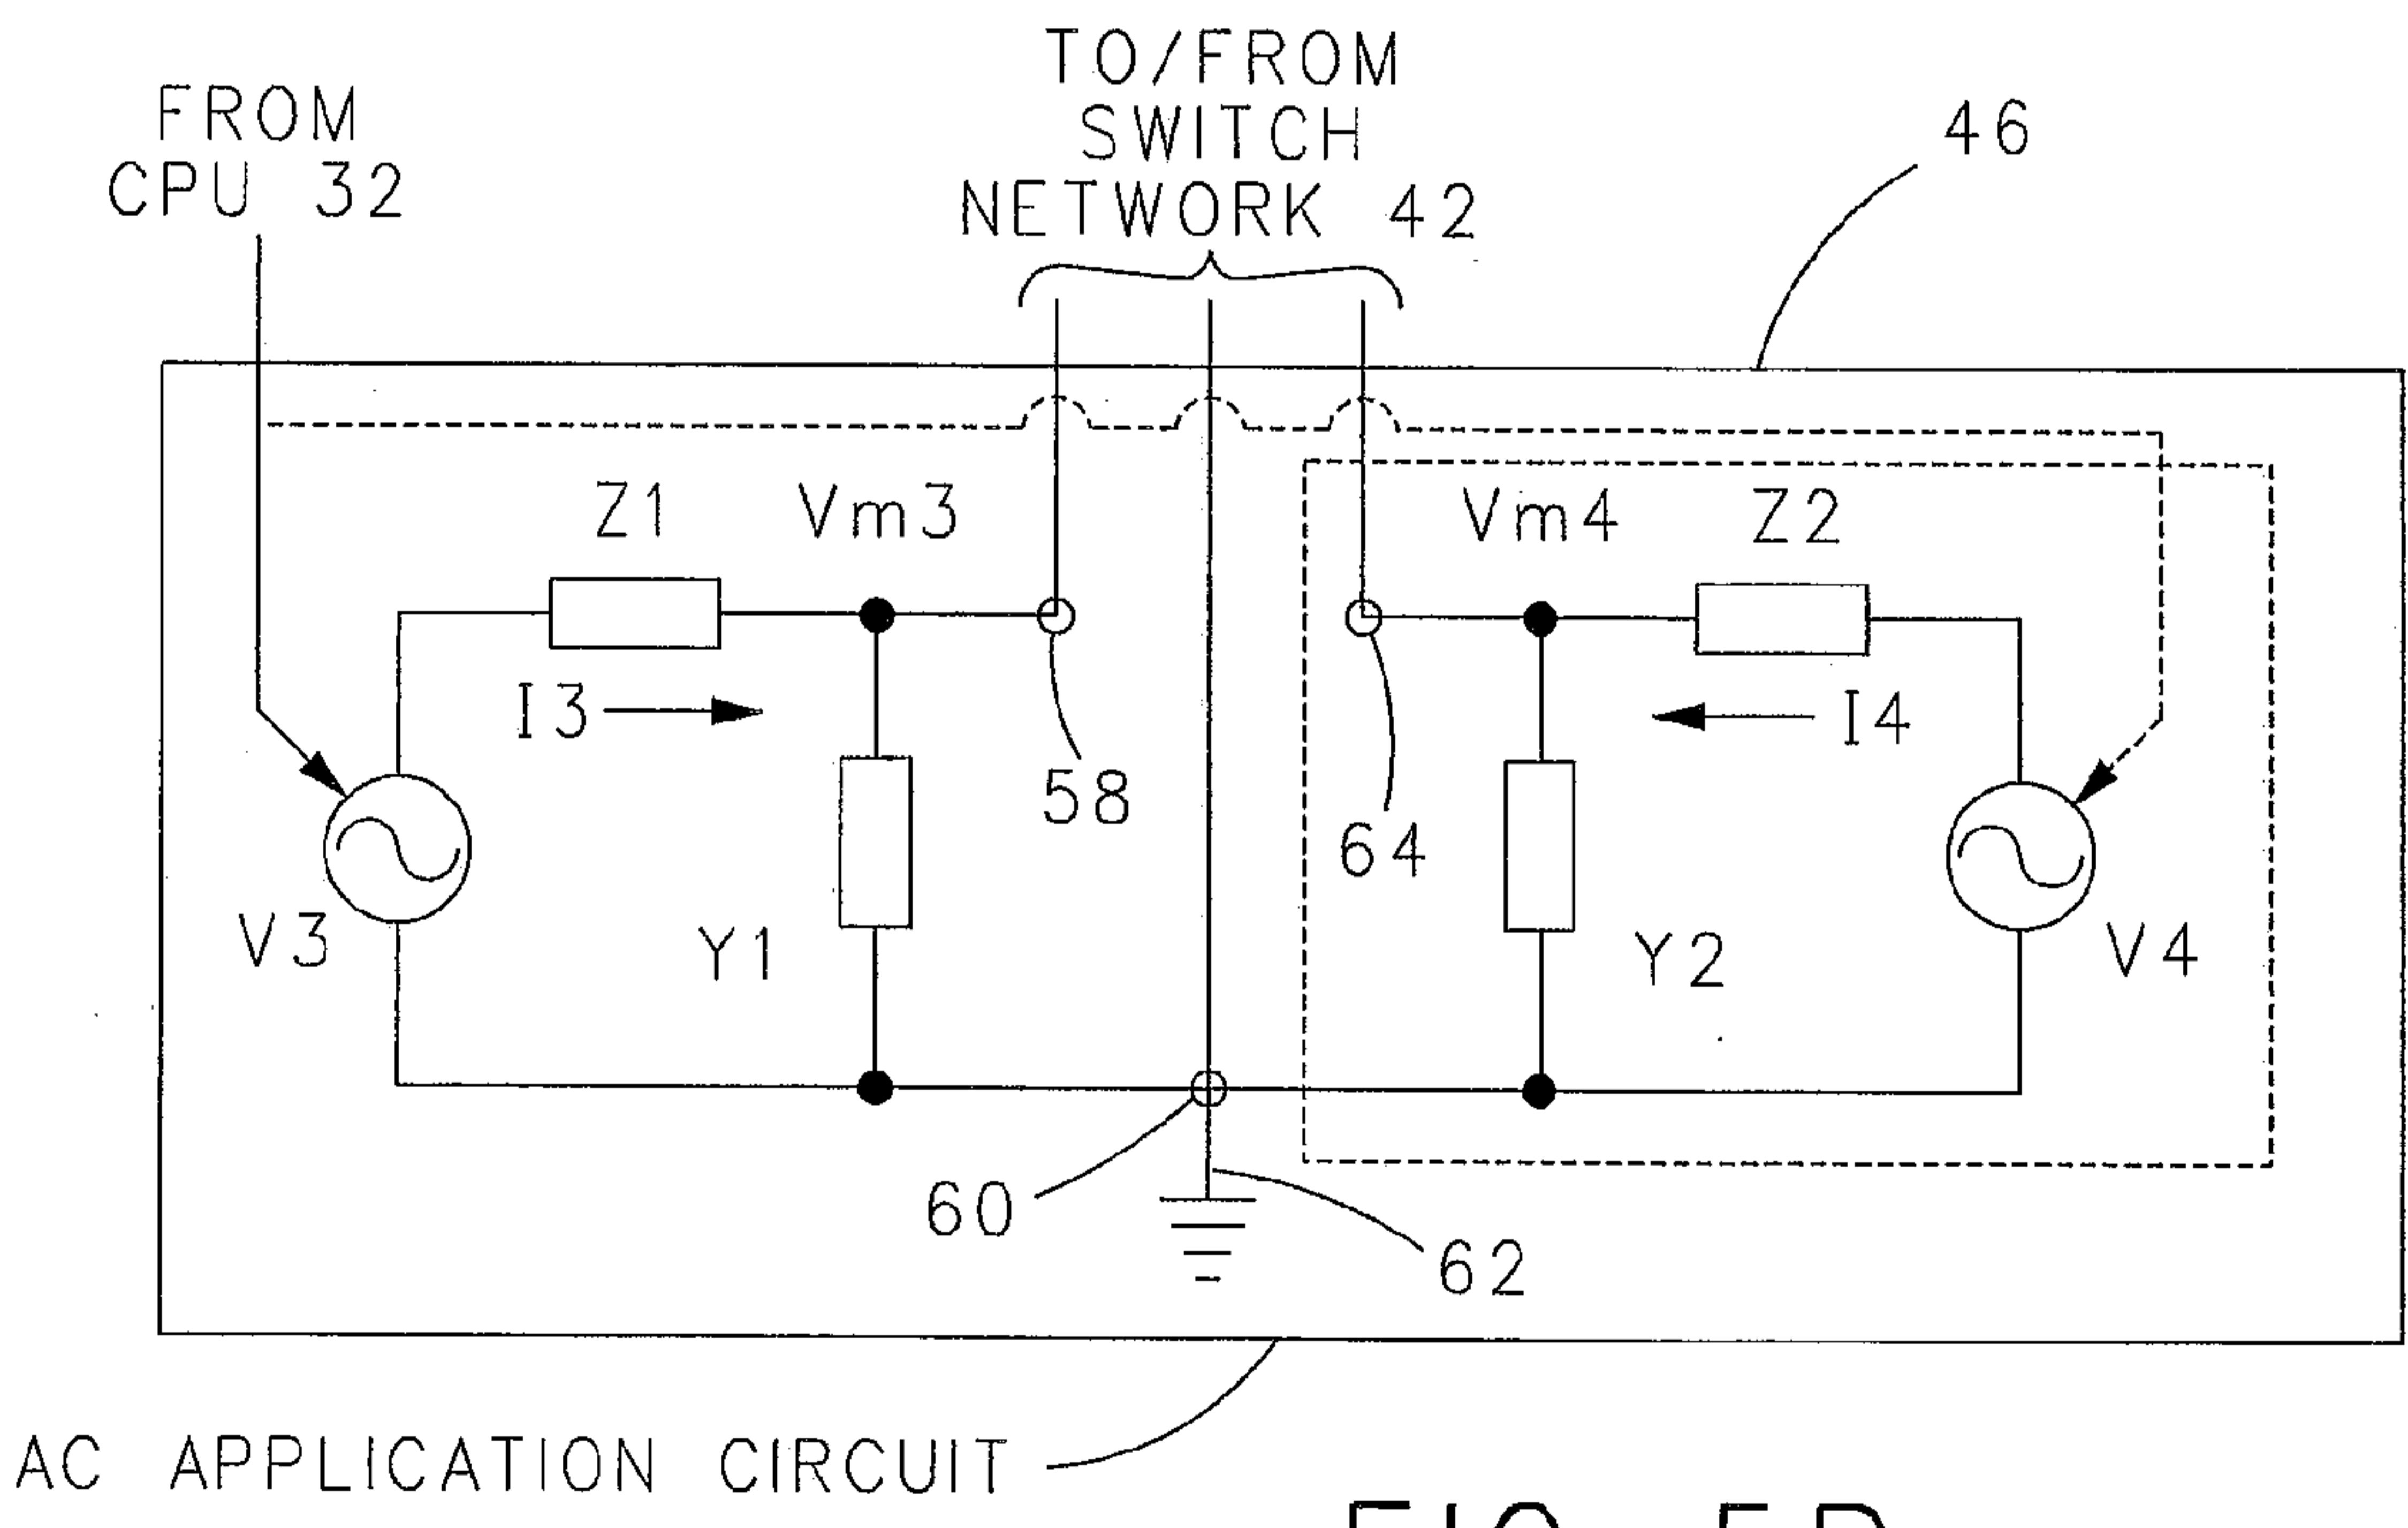 TO/FROM
SWITCH
NETWORK 42
FROM
CPU 32
46
Z1
Vm3
Vm4
Z2
I3
I4
58
64
V3
Y1
Y2
V4
60
62
AC APPLICATION CIRCUIT